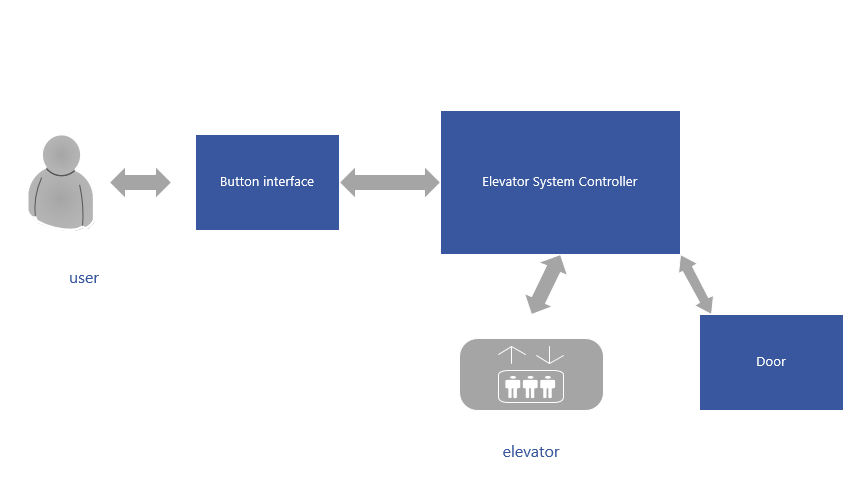 Button interface
Elevator System Controller
user
Door
elevator